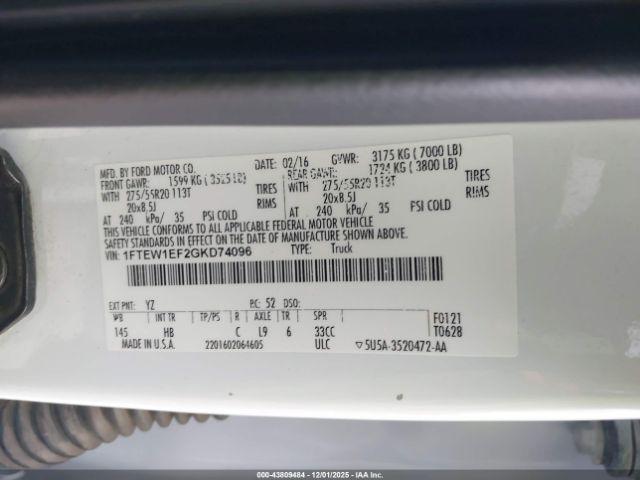 MFD. BY FORD MOTOR CO. DATE: 02/16 GVWR: 3175 KG ( 7000 LB)
FRONT GAWR: 1599 KG ( 3525 LB) REAR GAWR: 1724 KG ( 3800 LB)
WITH 275/55R20 113T TIRES WITH 275/55R20 113T TIRES
20x8.5J RIMS 20x8.5J RIMS
AT 240 kPa/ 35 PSI COLD AT 240 kPa/ 35 PSI COLD
THIS VEHICLE CONFORMS TO ALL APPLICABLE FEDERAL MOTOR VEHICLE
SAFETY AND THEFT PREVENTION STANDARDS IN EFFECT ON THE DATE OF MANUFACTURE SHOWN ABOVE.
VIN: 1FTEW1EF2GKD74096 TYPE: Truck
EXT PNT: YZ RC: 52 DSO:
WB INT TR TP/PS R AXLE TR SPR F0121
145 HB C L9 6 33CC T0628
MADE IN U.S.A. 2201602064605 ULC ▽5U5A-3520472-AA
000-43809484 - 12/01/2025 - IAA Inc.